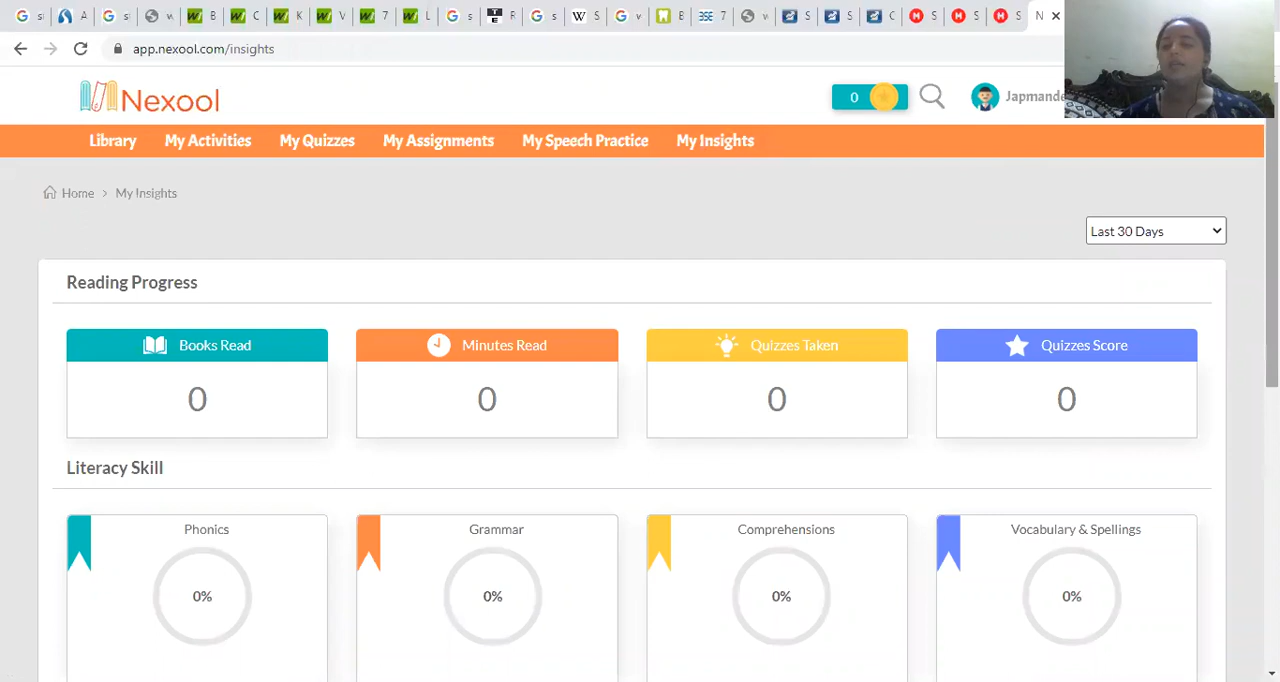 app.nexool.com/insights
Nexool
0
Japmande
Library My Activities My Quizzes My Assignments My Speech Practice My Insights
Home > My Insights
Last 30 Days
Reading Progress
Books Read Minutes Read Quizzes Taken Quizzes Score
0 0 0 0
Literacy Skill
Phonics Grammar Comprehensions Vocabulary & Spellings
0% 0% 0% 0%